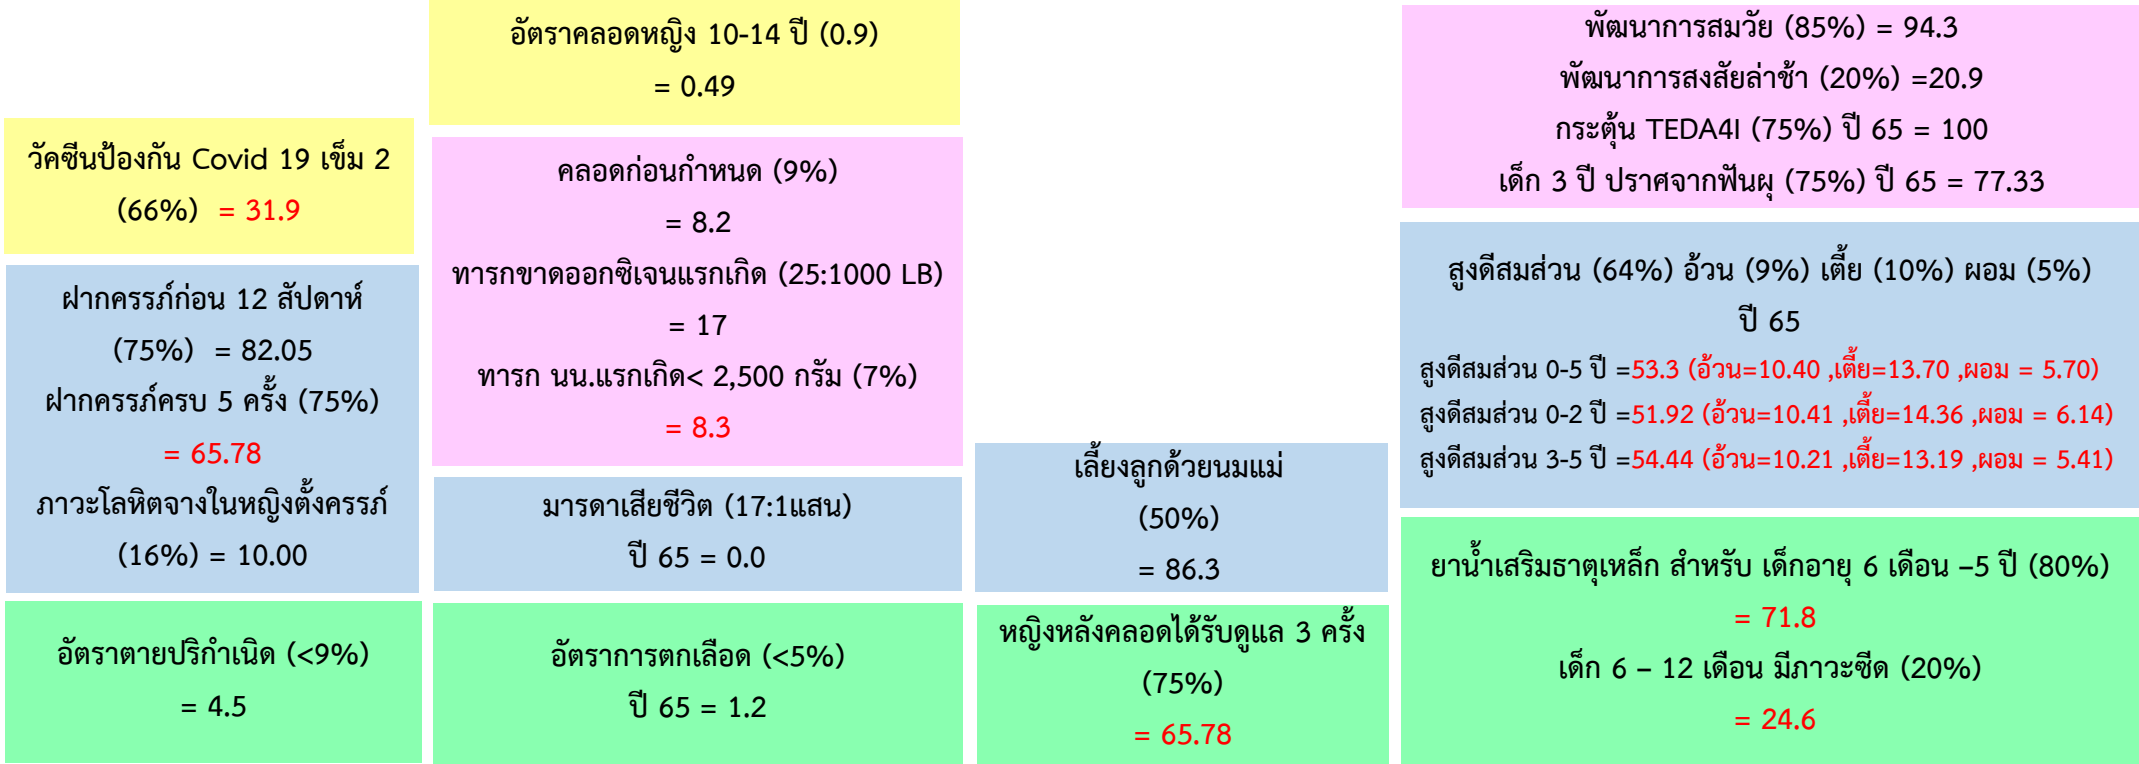 วัคซีนป้องกัน Covid 19 เข็ม 2
(66%) = 31.9
ฝากครรภ์ก่อน 12 สัปดาห์
(75%) = 82.05
ฝากครรภ์ครบ 5 ครั้ง (75%)
= 65.78
ภาวะโลหิตจางในหญิงตั้งครรภ์
(16%) = 10.00
อัตราตายปริกำเนิด (<9%)
= 4.5
อัตราคลอดหญิง 10-14 ปี (0.9)
= 0.49
คลอดก่อนกำหนด (9%)
= 8.2
ทารกขาดออกซิเจนแรกเกิด (25:1000 LB)
= 17
ทารก นน.แรกเกิด< 2,500 กรัม (7%)
= 8.3
มารดาเสียชีวิต (17:1แสน)
ปี 65 = 0.0
อัตราการตกเลือด (<5%)
ปี 65 = 1.2
เลี้ยงลูกด้วยนมแม่
(50%)
= 86.3
หญิงหลังคลอดได้รับดูแล 3 ครั้ง
(75%)
= 65.78
พัฒนาการสมวัย (85%) = 94.3
พัฒนาการสงสัยล่าช้า (20%) =20.9
กระตุ้น TEDA4I (75%) ปี 65 = 100
เด็ก 3 ปี ปราศจากฟันผุ (75%) ปี 65 = 77.33
สูงดีสมส่วน (64%) อ้วน (9%) เตี้ย (10%) ผอม (5%)
ปี 65
สูงดีสมส่วน 0-5 ปี =53.3 (อ้วน=10.40 ,เตี้ย=13.70 ,ผอม = 5.70)
สูงดีสมส่วน 0-2 ปี =51.92 (อ้วน=10.41 ,เตี้ย=14.36 ,ผอม = 6.14)
สูงดีสมส่วน 3-5 ปี =54.44 (อ้วน=10.21 ,เตี้ย=13.19 ,ผอม = 5.41)
ยาน้ำเสริมธาตุเหล็ก สำหรับ เด็กอายุ 6 เดือน –5 ปี (80%)
= 71.8
เด็ก 6 – 12 เดือน มีภาวะซีด (20%)
= 24.6